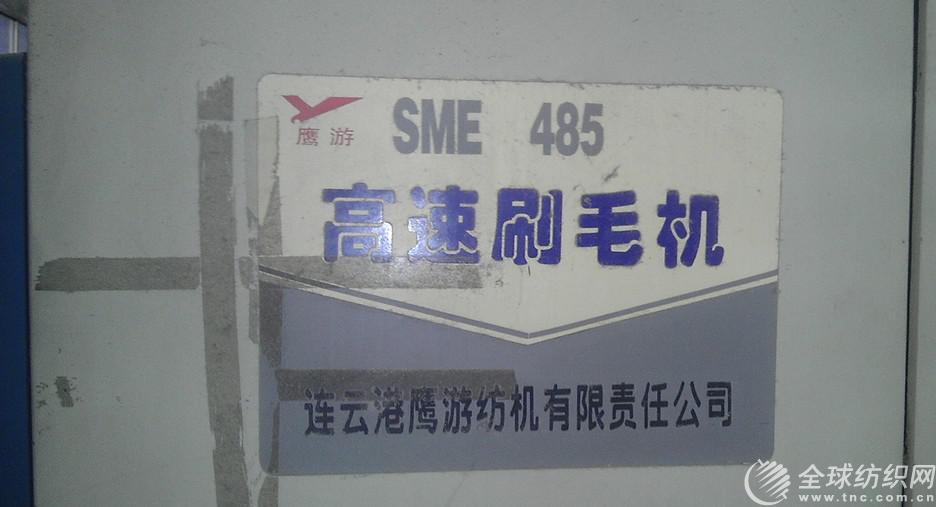 鹰游 SME 485
高速刷毛机
连云港鹰游纺机有限责任公司
全球纺织网
www.tnc.com.cn